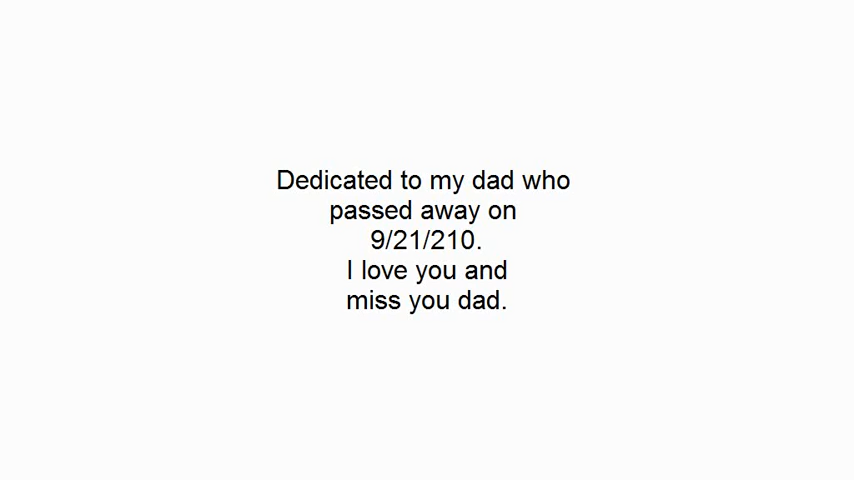 Dedicated to my dad who
passed away on
9/21/210.
I love you and
miss you dad.